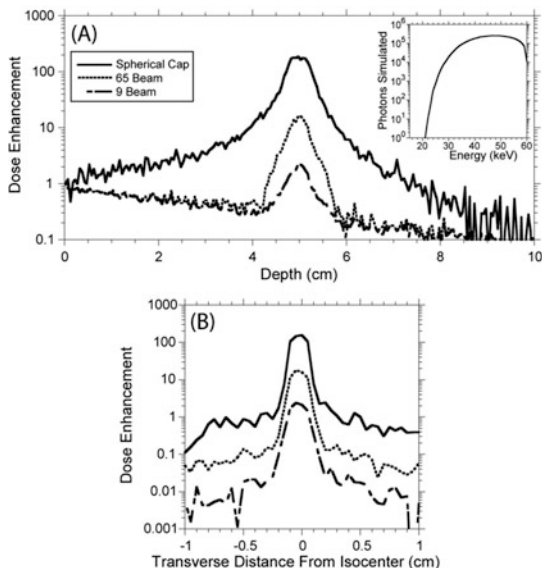 (A)
Spherical Cap
65 Beam
9 Beam
Dose Enhancement
100
10
1
0.1
0 2 4 6 8 10
Depth (cm)
Photons Simulated
10^6
10^5
10^4
10^3
10^2
10^1
10^0
10 20 30 40 50 60
Energy (keV)
(B)
Dose Enhancement
1000
100
10
1
0.1
0.01
0.001
-1 -0.5 0 0.5 1
Transverse Distance From Isocenter (cm)